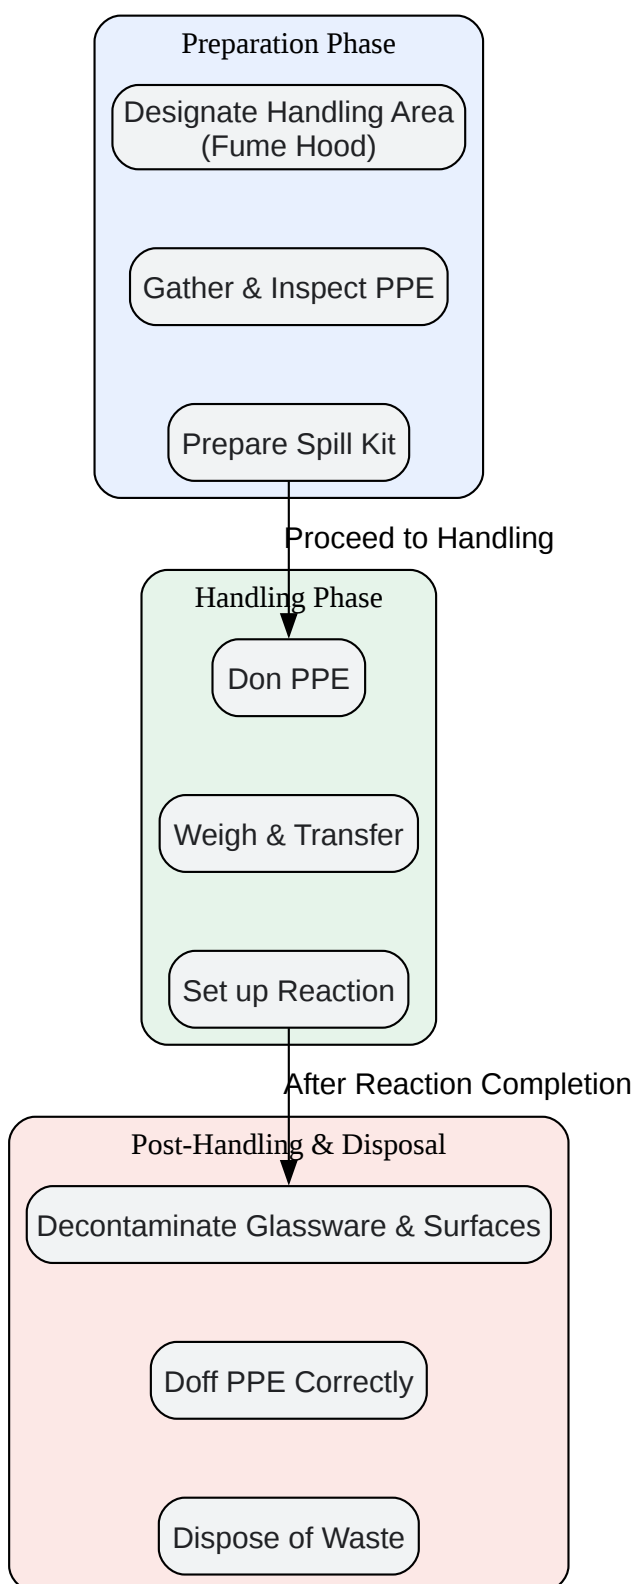 Preparation Phase
Designate Handling Area
(Fume Hood)
Gather & Inspect PPE
Prepare Spill Kit
Proceed to Handling
Handling Phase
Don PPE
Weigh & Transfer
Set up Reaction
After Reaction Completion
Post-Handling & Disposal
Decontaminate Glassware & Surfaces
Doff PPE Correctly
Dispose of Waste